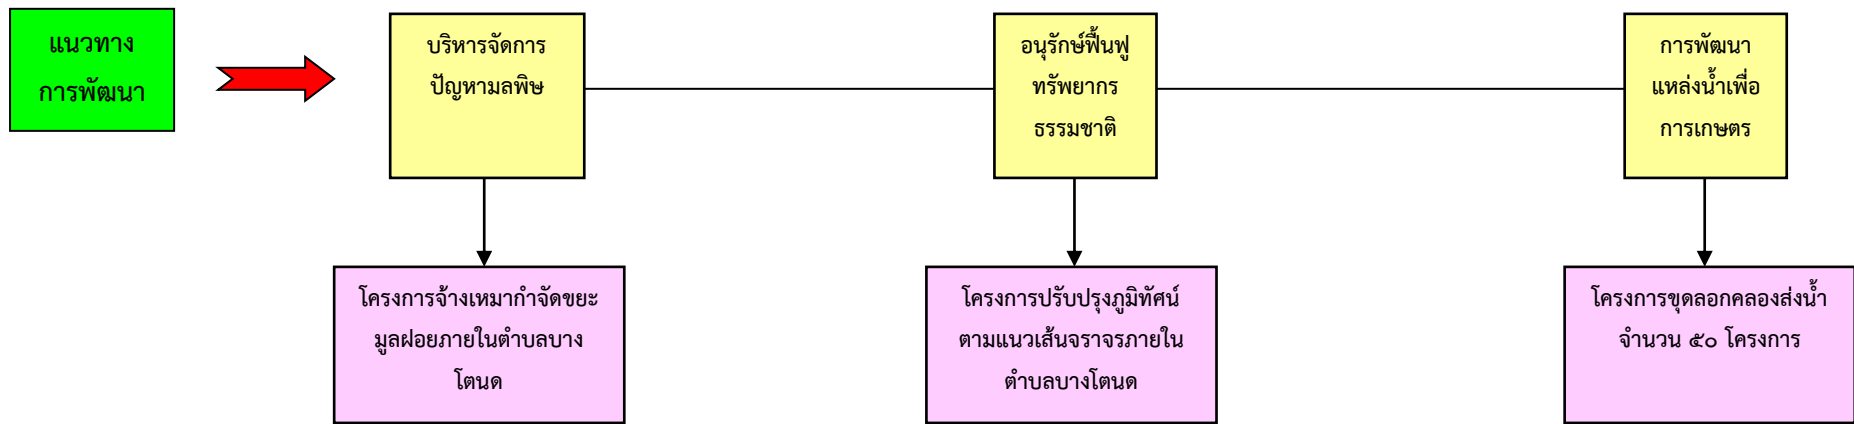 แนวทาง
การพัฒนา
บริหารจัดการ
ปัญหามลพิษ
อนุรักษ์ฟื้นฟู
ทรัพยากร
ธรรมชาติ
การพัฒนา
แหล่งน้ำเพื่อ
การเกษตร
โครงการจ้างเหมากำจัดขยะ
มูลฝอยภายในตำบลบาง
โตนด
โครงการปรับปรุงภูมิทัศน์
ตามแนวเส้นจราจรภายใน
ตำบลบางโตนด
โครงการขุดลอกคลองส่งน้ำ
จำนวน ๕๐ โครงการ